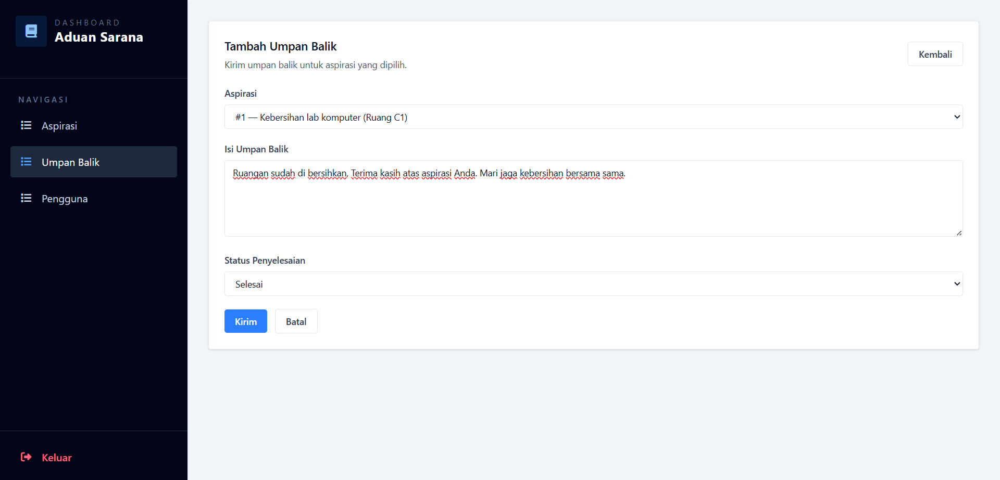 DASHBOARD
Aduan Sarana
NAVIGASI
Aspirasi
Umpan Balik
Pengguna
Keluar
Tambah Umpan Balik
Kirim umpan balik untuk aspirasi yang dipilih.
Kembali
Aspirasi
#1 — Kebersihan lab komputer (Ruang C1)
Isi Umpan Balik
Ruangan sudah di bersihkan, Terima kasih atas aspirasi Anda. Mari jaga kebersihan bersama sama.
Status Penyelesaian
Selesai
Kirim
Batal